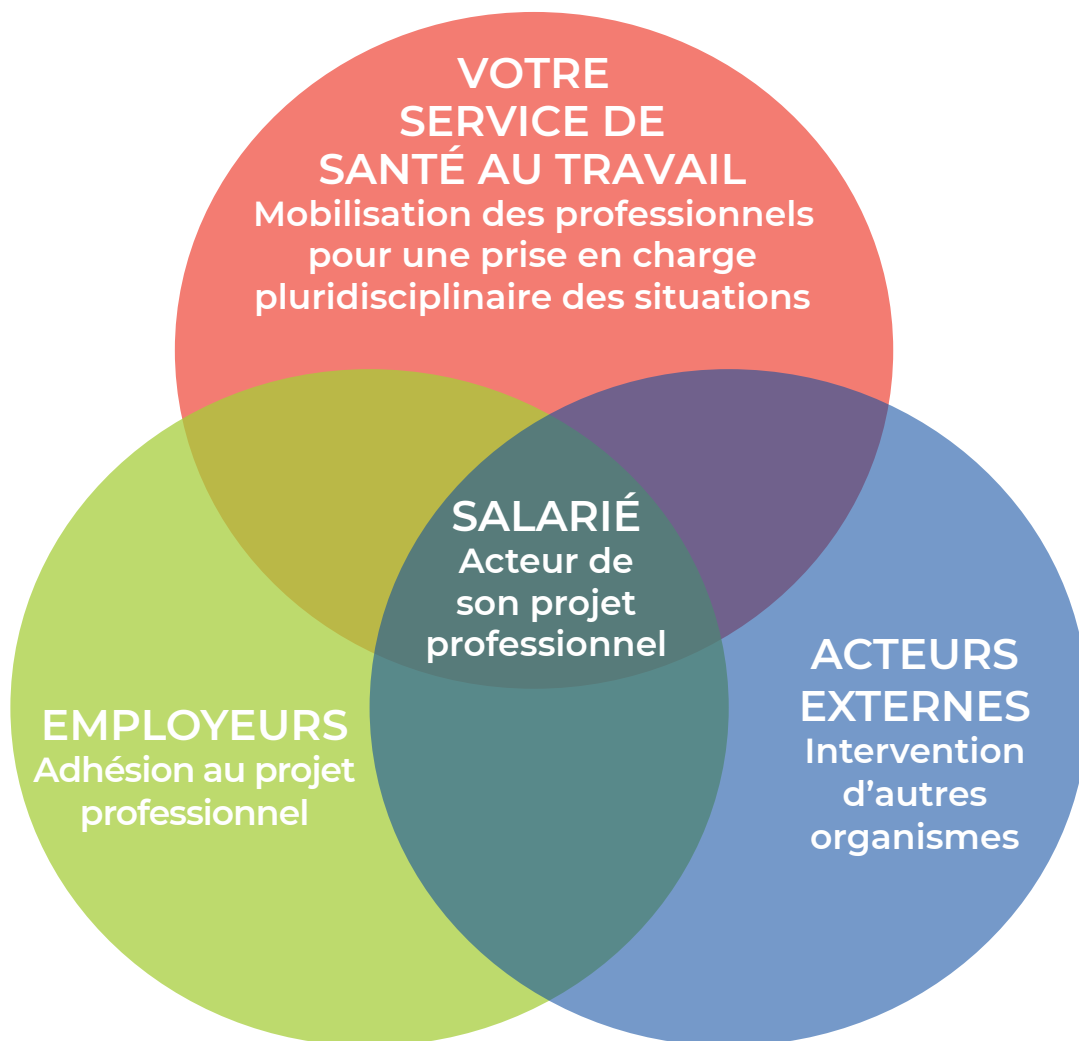 VOTRE
SERVICE DE
SANTÉ AU TRAVAIL
Mobilisation des professionnels
pour une prise en charge
pluridisciplinaire des situations
SALARIÉ
Acteur de
son projet
professionnel
EMPLOYEURS
Adhésion au projet
professionnel
ACTEURS
EXTERNES
Intervention
d’autres
organismes